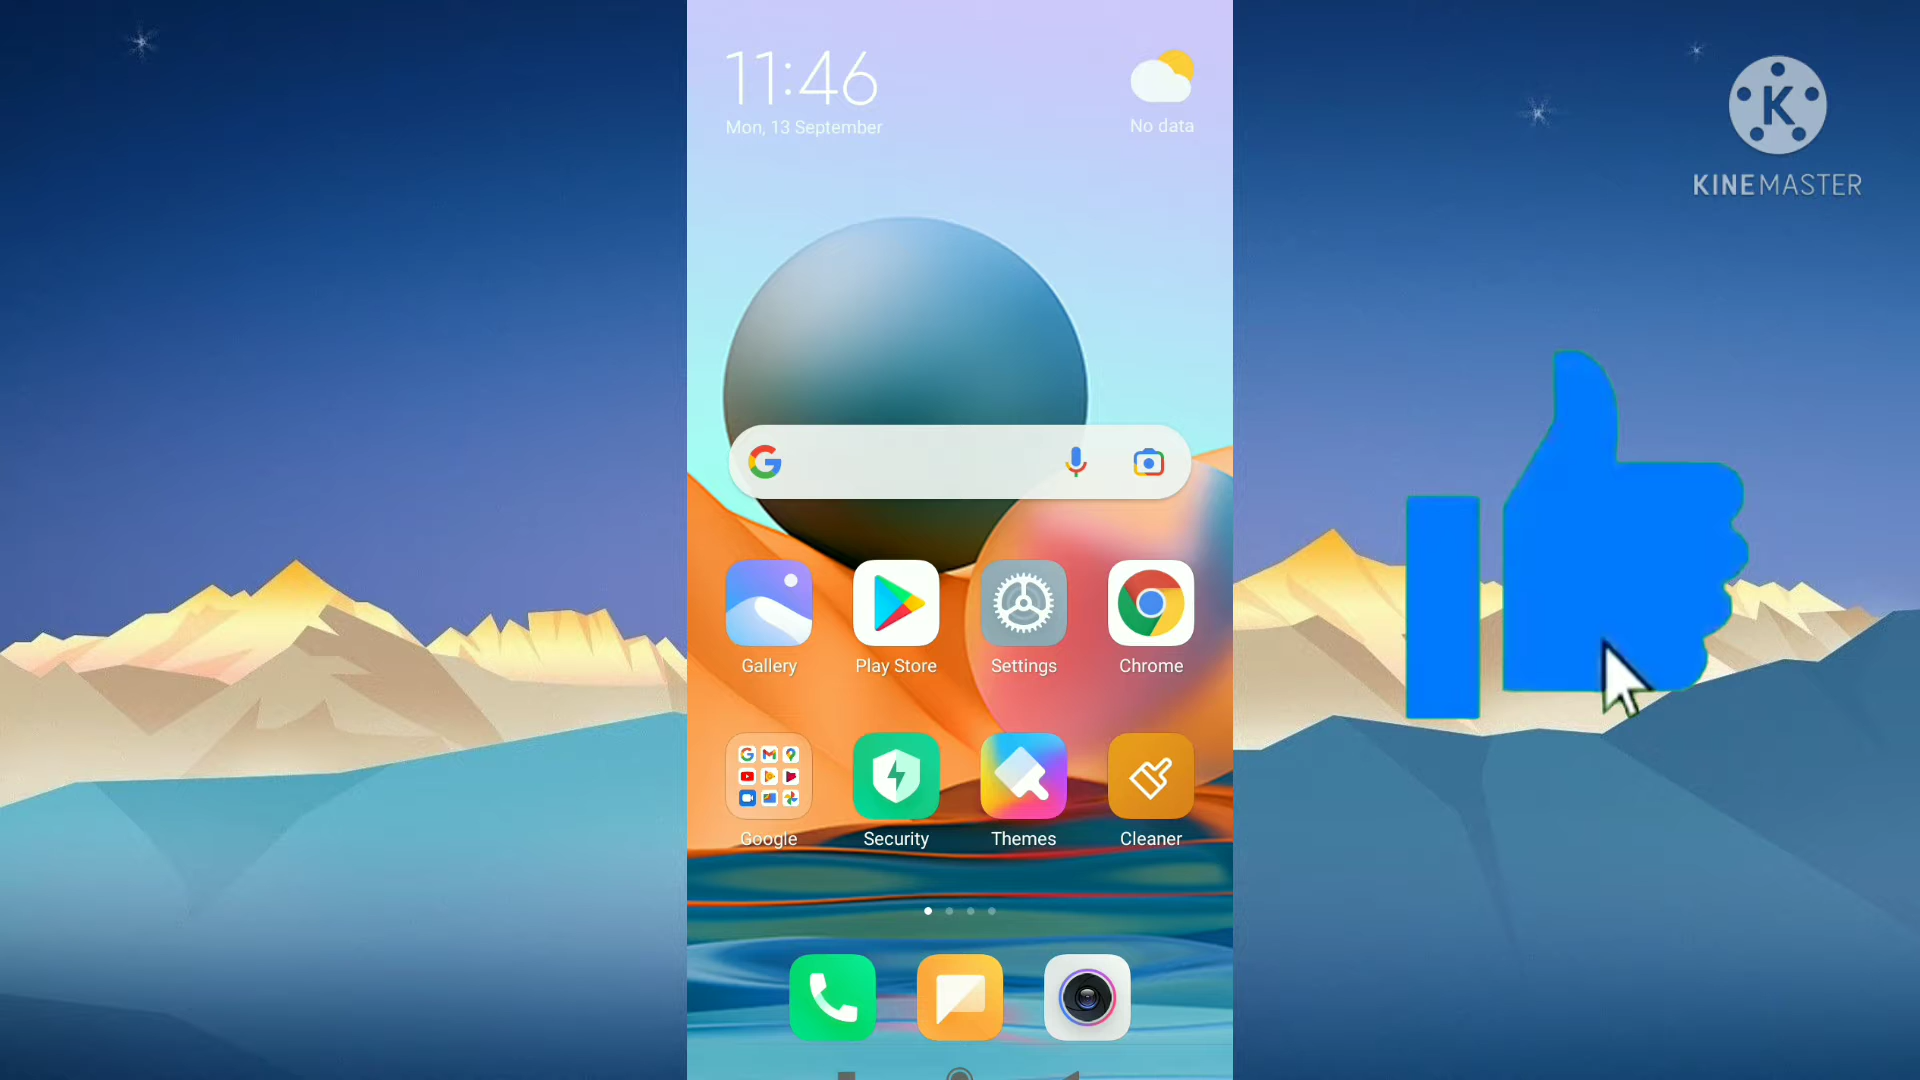 11:46
Mon, 13 September
No data
K
KINEMASTER
Gallery
Play Store
Settings
Chrome
Google
Security
Themes
Cleaner